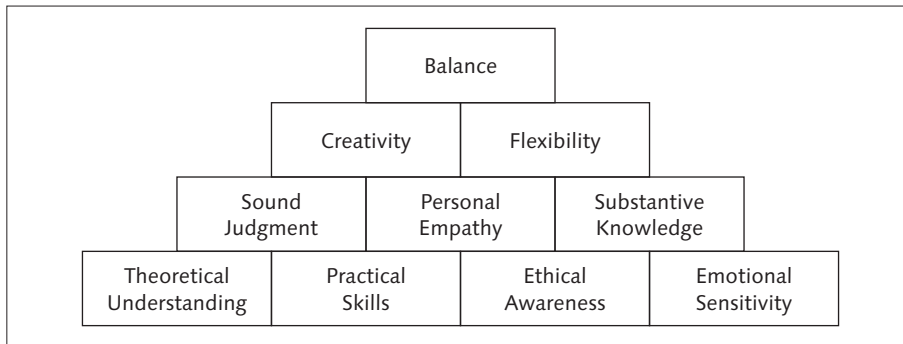 Balance
Creativity
Flexibility
Sound
Judgment
Personal
Empathy
Substantive
Knowledge
Theoretical
Understanding
Practical
Skills
Ethical
Awareness
Emotional
Sensitivity